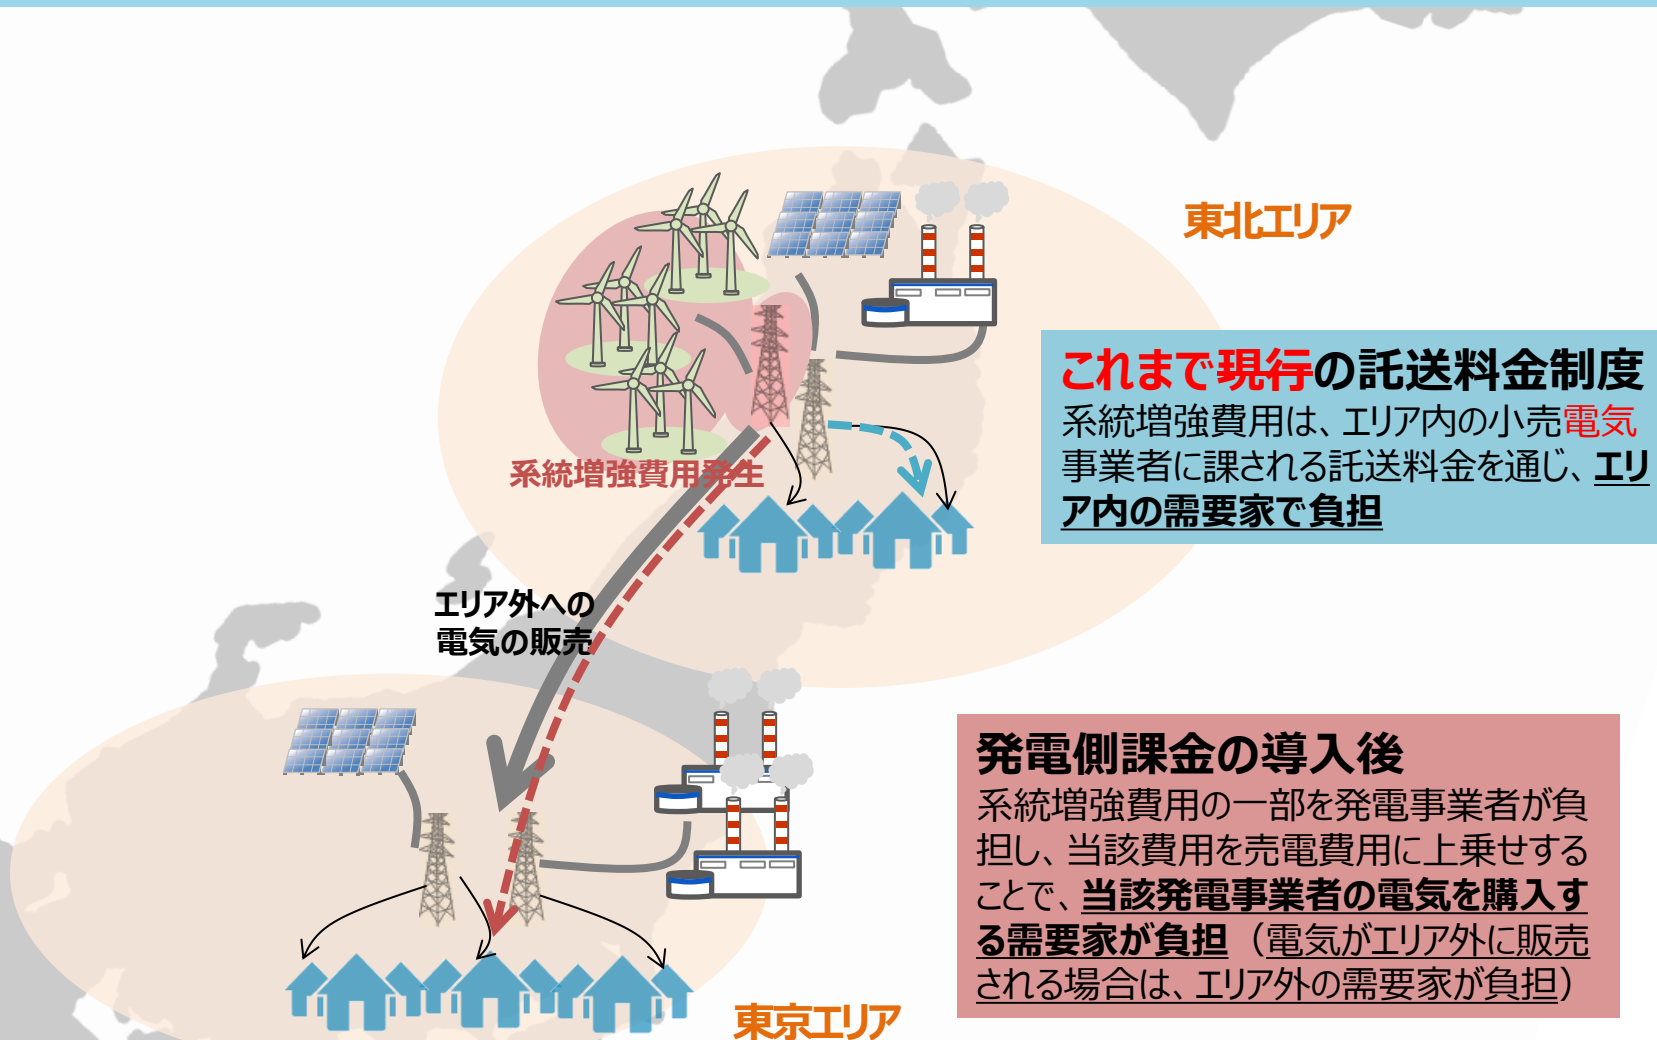 東北エリア
これまで現行の託送料金制度
系統増強費用は、エリア内の小売電気
事業者に課される託送料金を通じ、エリ
ア内の需要家で負担
系統増強費用発生
エリア外への
電気の販売
発電側課金の導入後
系統増強費用の一部を発電事業者が負
担し、当該費用を売電費用に上乗せする
ことで、当該発電事業者の電気を購入す
る需要家が負担（電気がエリア外に販売
される場合は、エリア外の需要家が負担）
東京エリア